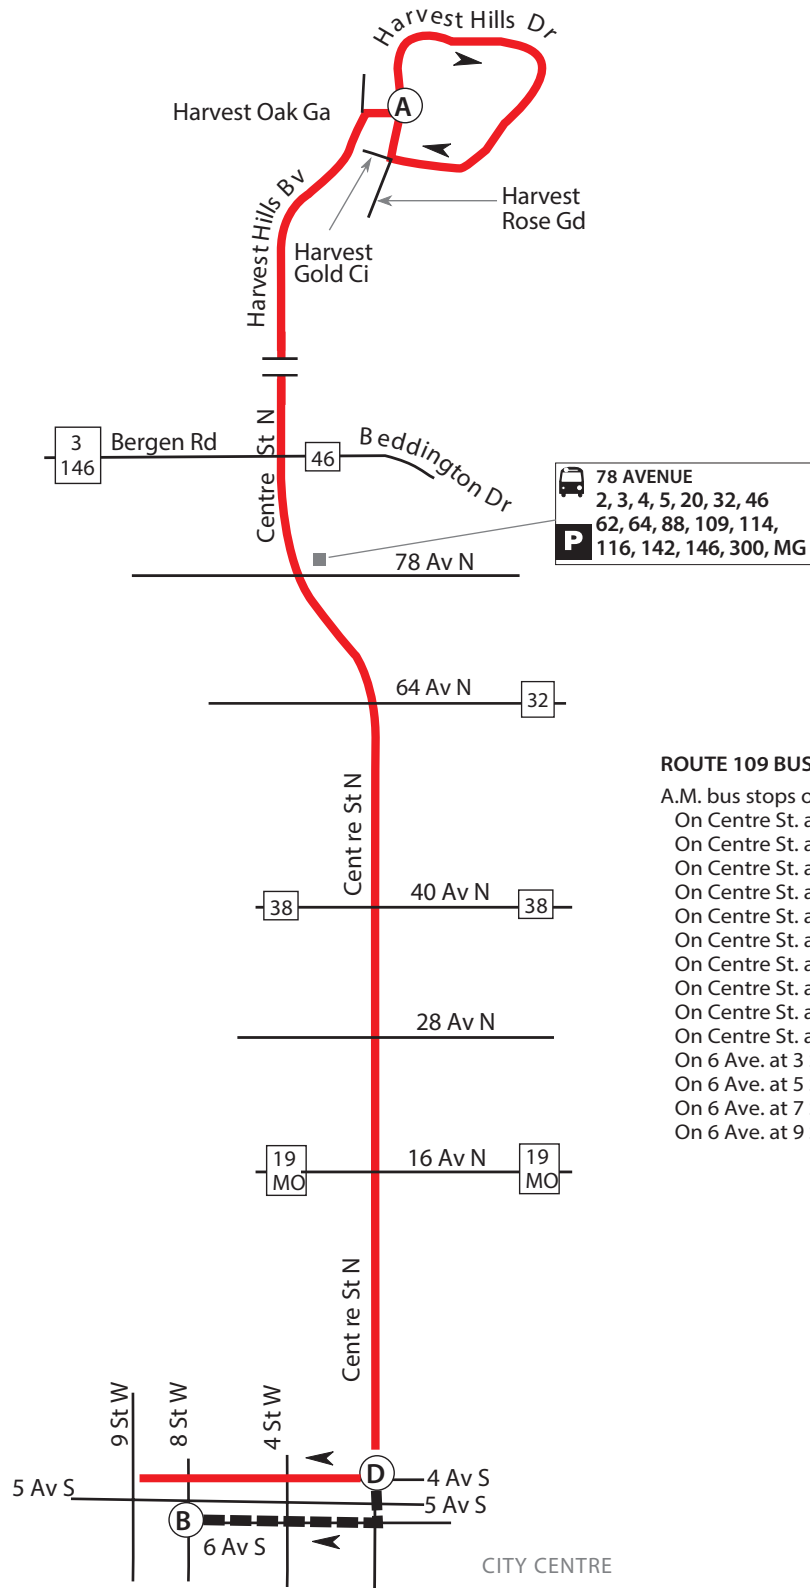 Harvest Hills Dr
A
Harvest Oak Ga
Harvest
Rose Gd
Harvest Hills Bv
Harvest
Gold Ci
3
146
Bergen Rd
46
Beddington Dr
Centre St N
78 AVENUE
2, 3, 4, 5, 20, 32, 46
62, 64, 88, 109, 114,
P
116, 142, 146, 300, MG
78 Av N
64 Av N
32
ROUTE 109 BUS
A.M. bus stops o
On Centre St. a
On Centre St. a
On Centre St. a
On Centre St. a
On Centre St. a
On Centre St. a
On Centre St. a
On Centre St. a
On Centre St. a
On Centre St. a
On 6 Ave. at 3
On 6 Ave. at 5
On 6 Ave. at 7
On 6 Ave. at 9
Centre St N
38
40 Av N
38
28 Av N
19
MO
16 Av N
19
MO
Centre St N
9 St W
8 St W
4 St W
D
4 Av S
5 Av S
5 Av S
B
6 Av S
CITY CENTRE